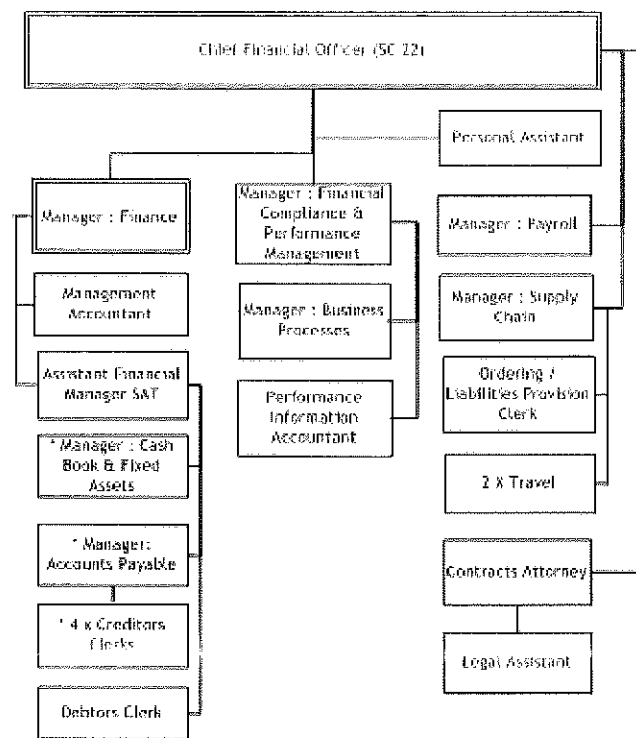 Chief Financial Officer (SC 22)
Personal Assistant
Manager : Finance
Manager : Financial
Compliance &
Performance
Management
Manager : Payroll
Management
Accountant
Manager : Business
Processes
Manager : Supply
Chain
Assistant Financial
Manager SAT
Performance
Information
Accountant
Ordering /
Liabilities Provision
Clerk
* Manager : Cash
Book & Fixed
Assets
2 X Travel
* Manager:
Accounts Payable
Contracts Attorney
* 4 x Creditors
Clerks
Legal Assistant
Debtors Clerk